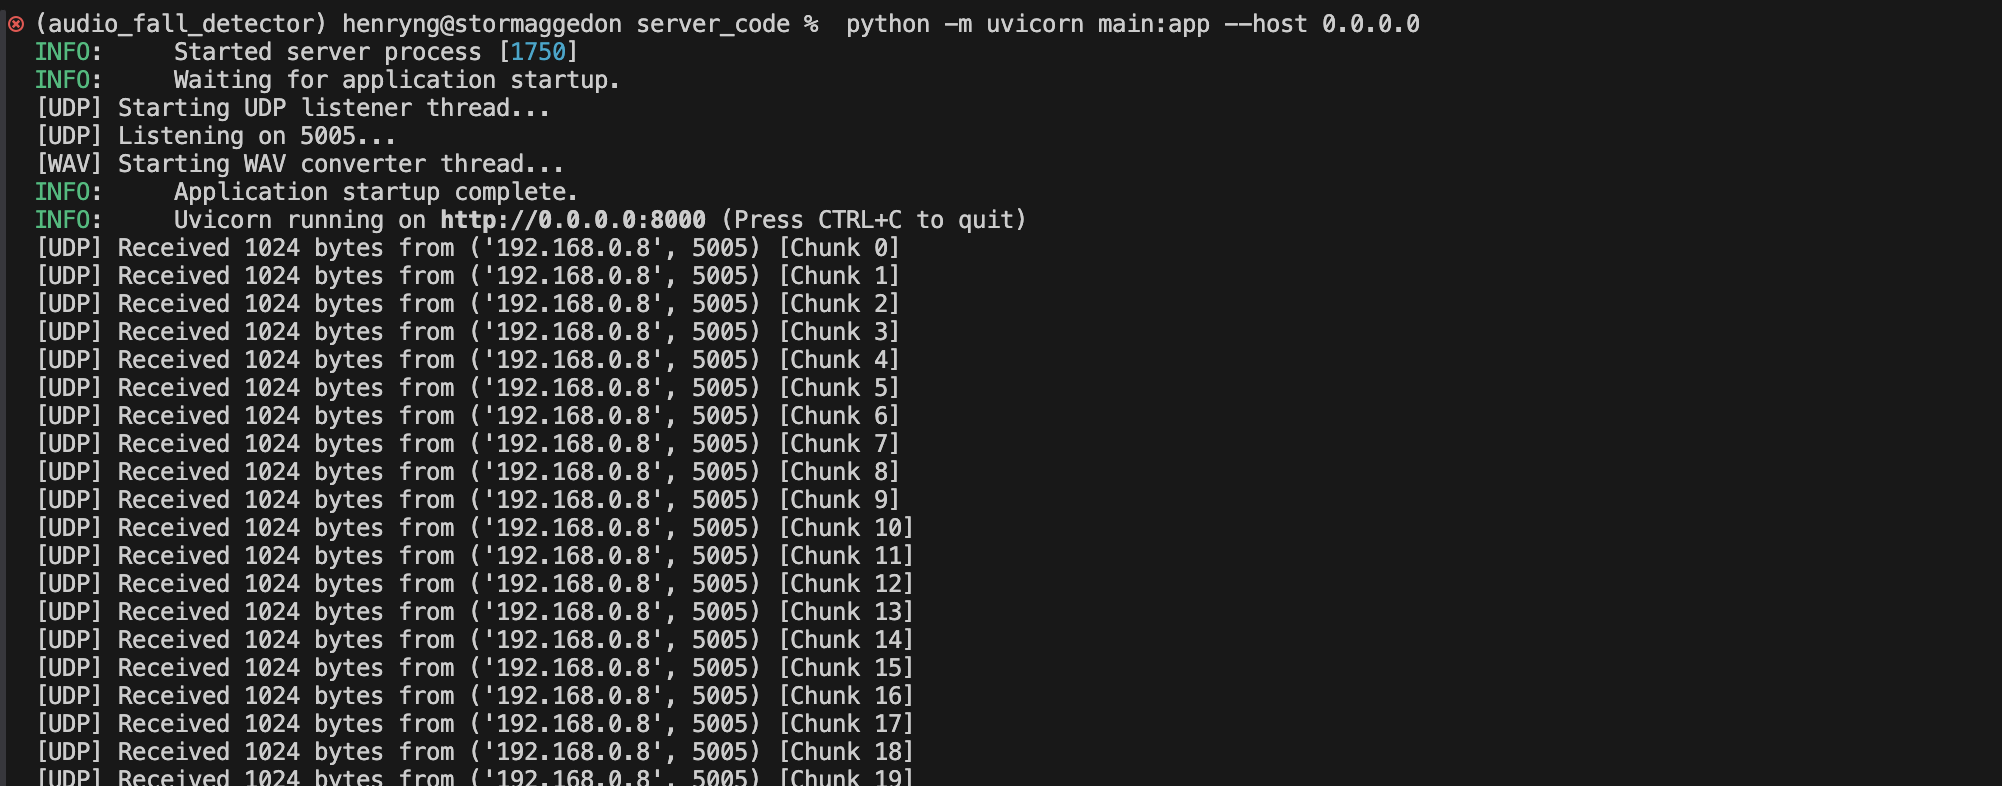 (audio_fall_detector) henryng@stormaggedon server_code %  python -m uvicorn main:app --host 0.0.0.0
INFO:     Started server process [1750]
INFO:     Waiting for application startup.
[UDP] Starting UDP listener thread...
[UDP] Listening on 5005...
[WAV] Starting WAV converter thread...
INFO:     Application startup complete.
INFO:     Uvicorn running on http://0.0.0.0:8000 (Press CTRL+C to quit)
[UDP] Received 1024 bytes from ('192.168.0.8', 5005) [Chunk 0]
[UDP] Received 1024 bytes from ('192.168.0.8', 5005) [Chunk 1]
[UDP] Received 1024 bytes from ('192.168.0.8', 5005) [Chunk 2]
[UDP] Received 1024 bytes from ('192.168.0.8', 5005) [Chunk 3]
[UDP] Received 1024 bytes from ('192.168.0.8', 5005) [Chunk 4]
[UDP] Received 1024 bytes from ('192.168.0.8', 5005) [Chunk 5]
[UDP] Received 1024 bytes from ('192.168.0.8', 5005) [Chunk 6]
[UDP] Received 1024 bytes from ('192.168.0.8', 5005) [Chunk 7]
[UDP] Received 1024 bytes from ('192.168.0.8', 5005) [Chunk 8]
[UDP] Received 1024 bytes from ('192.168.0.8', 5005) [Chunk 9]
[UDP] Received 1024 bytes from ('192.168.0.8', 5005) [Chunk 10]
[UDP] Received 1024 bytes from ('192.168.0.8', 5005) [Chunk 11]
[UDP] Received 1024 bytes from ('192.168.0.8', 5005) [Chunk 12]
[UDP] Received 1024 bytes from ('192.168.0.8', 5005) [Chunk 13]
[UDP] Received 1024 bytes from ('192.168.0.8', 5005) [Chunk 14]
[UDP] Received 1024 bytes from ('192.168.0.8', 5005) [Chunk 15]
[UDP] Received 1024 bytes from ('192.168.0.8', 5005) [Chunk 16]
[UDP] Received 1024 bytes from ('192.168.0.8', 5005) [Chunk 17]
[UDP] Received 1024 bytes from ('192.168.0.8', 5005) [Chunk 18]
[UDP] Received 1024 bytes from ('192.168.0.8', 5005) [Chunk 19]